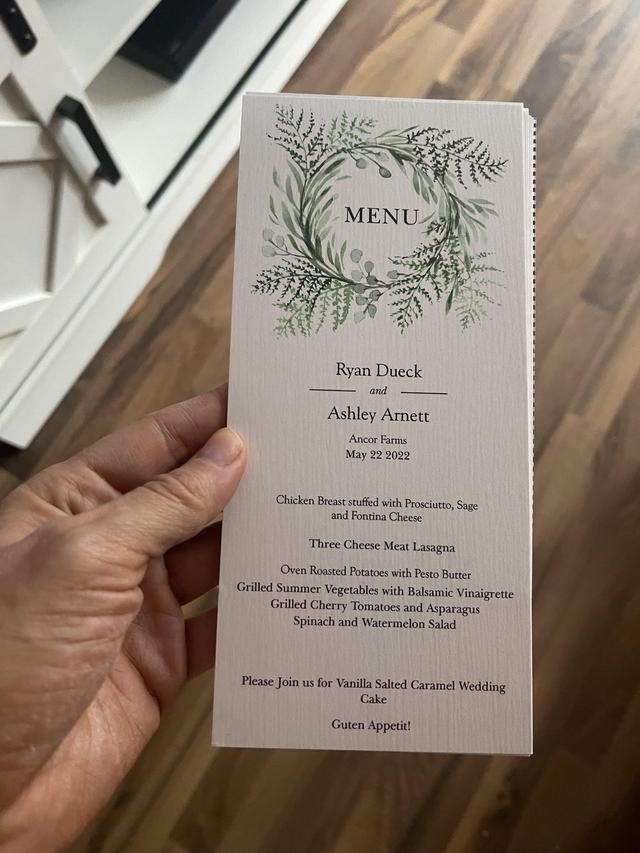 MENU
Ryan Dueck
and
Ashley Arnett
Ancor Farms
May 22 2022
Chicken Breast stuffed with Prosciutto, Sage
and Fontina Cheese
Three Cheese Meat Lasagna
Oven Roasted Potatoes with Pesto Butter
Grilled Summer Vegetables with Balsamic Vinaigrette
Grilled Cherry Tomatoes and Asparagus
Spinach and Watermelon Salad
Please Join us for Vanilla Salted Caramel Wedding
Cake
Guten Appetit!